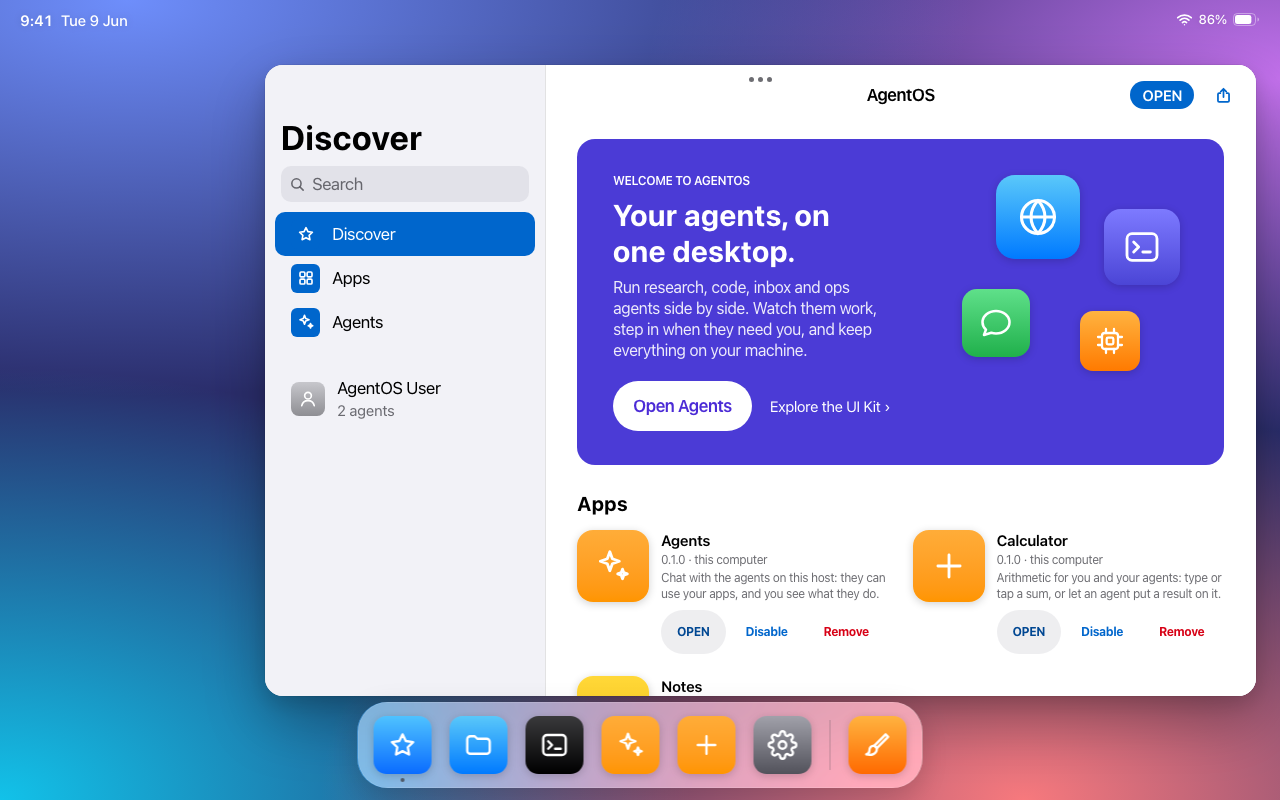 9:41 Tue 9 Jun
86%
AgentOS
OPEN
Discover
Search
Discover
Apps
Agents
AgentOS User
2 agents
WELCOME TO AGENTOS
Your agents, on
one desktop.
Run research, code, inbox and ops
agents side by side. Watch them work,
step in when they need you, and keep
everything on your machine.
Open Agents
Explore the UI Kit ›
Apps
Agents
0.1.0 · this computer
Chat with the agents on this host: they can
use your apps, and you see what they do.
OPEN Disable Remove
Calculator
0.1.0 · this computer
Arithmetic for you and your agents: type or
tap a sum, or let an agent put a result on it.
OPEN Disable Remove
Notes